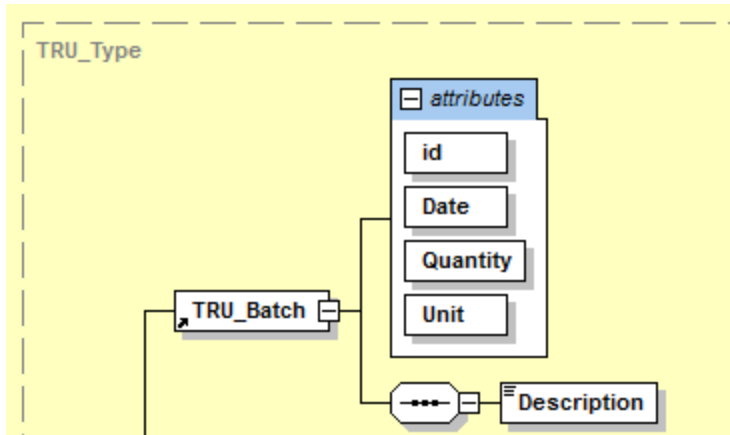 TRU_Type
attributes
id
Date
Quantity
Unit
TRU_Batch
Description